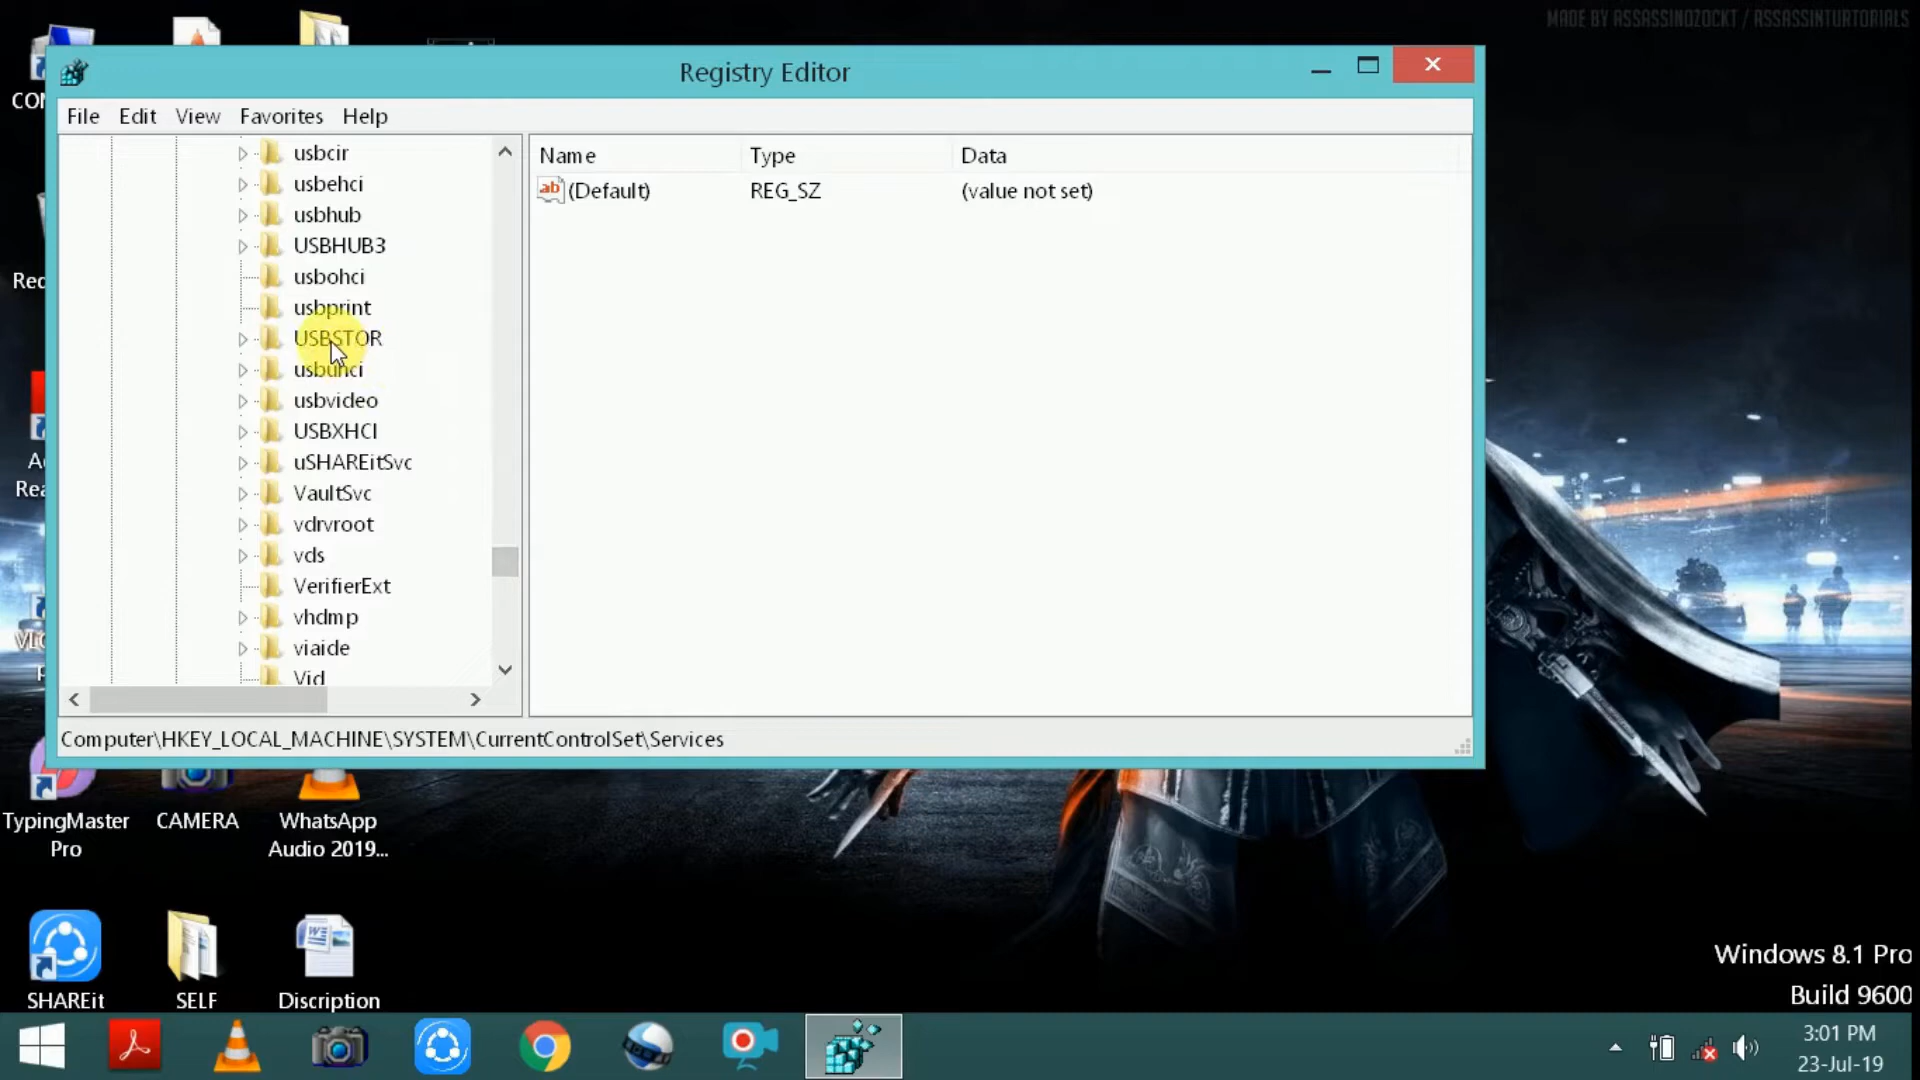 MADE BY ASSASSINOZOCKT / ASSASSINTURTORIALS
Registry Editor
File Edit View Favorites Help
usbcir
usbehci
usbhub
USBHUB3
usbohci
usbprint
USBSTOR
usbuhci
usbvideo
USBXHCI
uSHAREitSvc
VaultSvc
vdrvroot
vds
VerifierExt
vhdmp
viaide
Vid
Name Type Data
ab (Default) REG_SZ (value not set)
Computer\HKEY_LOCAL_MACHINE\SYSTEM\CurrentControlSet\Services
TypingMaster
Pro
CAMERA
WhatsApp
Audio 2019...
SHAREit
SELF
Discription
Windows 8.1 Pro
Build 9600
3:01 PM
23-Jul-19